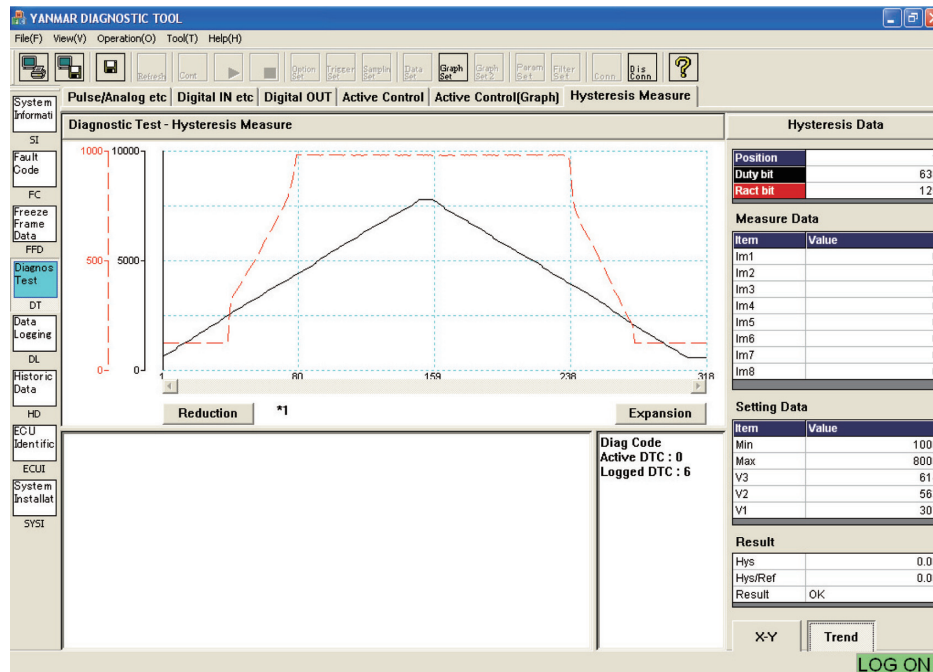 YANMAR DIAGNOSTIC TOOL
File(F) View(V) Operation(O) Tool(T) Help(H)
Refresh Cont. Option Set Trigger Set Samplin Set Data Set Graph Set Graph Set2 Param Set Filter Set Conn Dis Conn ?
Pulse/Analog etc Digital IN etc Digital OUT Active Control Active Control(Graph) Hysteresis Measure
System Informati
SI
Fault Code
FC
Freeze Frame Data
FFD
Diagnos Test
DT
Data Logging
DL
Historic Data
HD
ECU Identific
ECUI
System Installat
SYSI
Diagnostic Test - Hysteresis Measure
1000 10000
500 5000
0 0
1 80 159 238 318
Reduction *1 Expansion
Diag Code
Active DTC : 0
Logged DTC : 6
Hysteresis Data
Position
Duty bit 63
Ract bit 12
Measure Data
Item Value
Im1
Im2
Im3
Im4
Im5
Im6
Im7
Im8
Setting Data
Item Value
Min 100
Max 800
V3 61
V2 56
V1 30
Result
Hys 0.0
Hys/Ref 0.0
Result OK
X-Y Trend
LOG ON